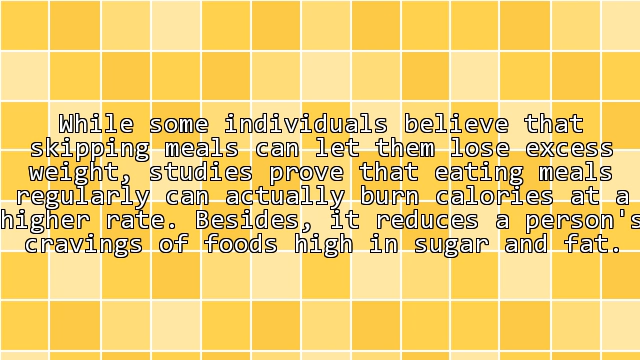 While some individuals believe that
skipping meals can let them lose excess
weight, studies prove that eating meals
regularly can actually burn calories at a
higher rate. Besides, it reduces a person's
cravings of foods high in sugar and fat.